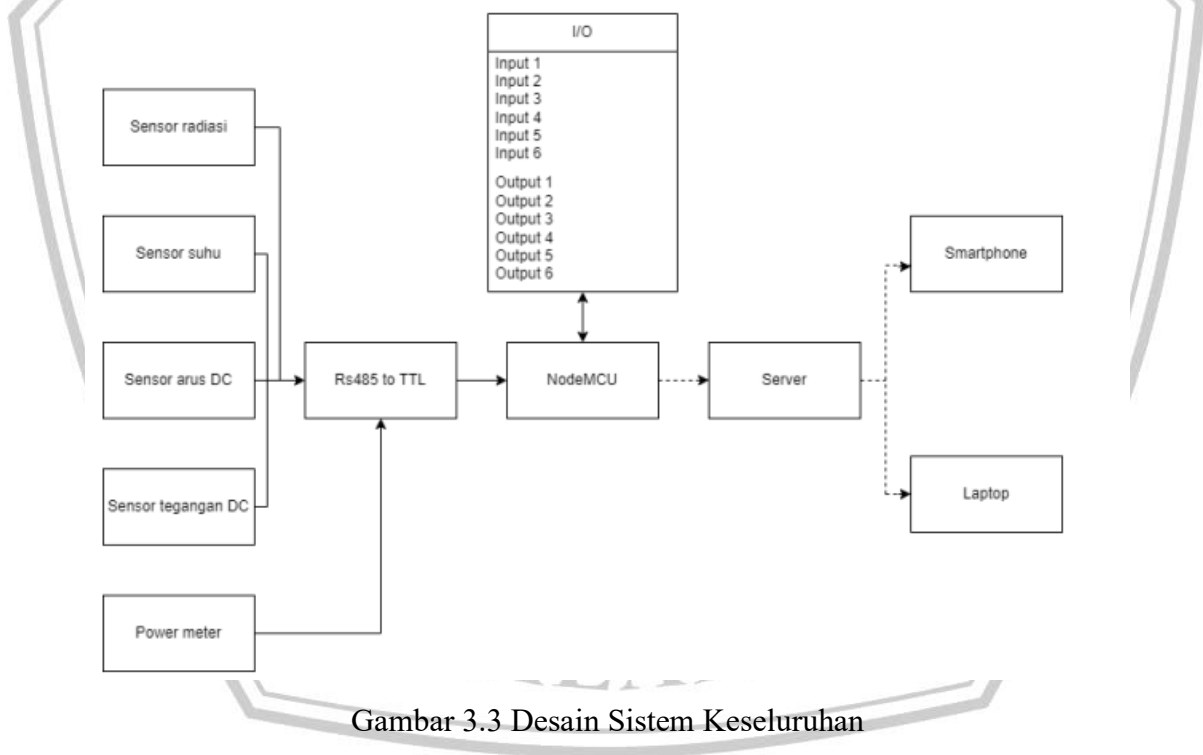 I/O
Input 1
Input 2
Input 3
Input 4
Input 5
Input 6
Output 1
Output 2
Output 3
Output 4
Output 5
Output 6
Sensor radiasi
Sensor suhu
Sensor arus DC
Sensor tegangan DC
Power meter
Rs485 to TTL
NodeMCU
Server
Smartphone
Laptop
Gambar 3.3 Desain Sistem Keseluruhan